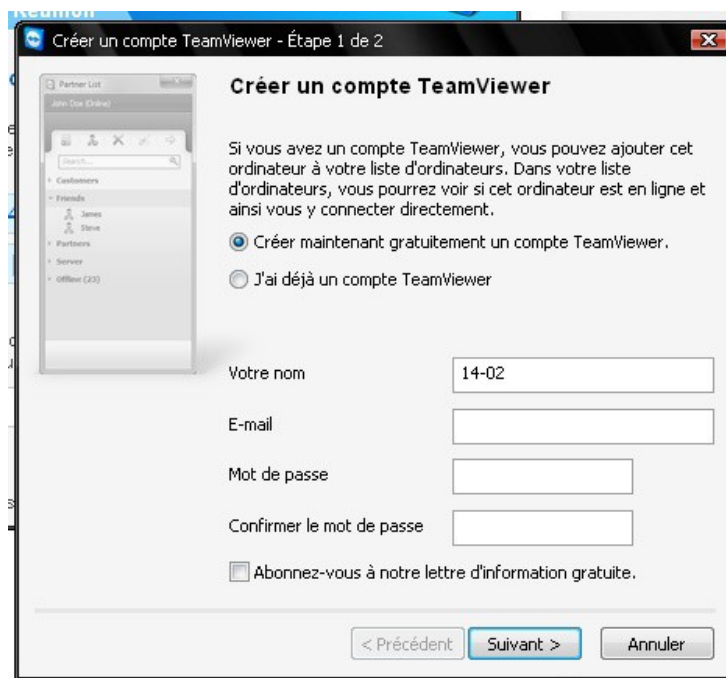 Réunion
Créer un compte TeamViewer - Étape 1 de 2
Partner List
John Doe (Online)
Search...
Customers
Friends
James
Steve
Partners
Server
Offline (23)
Créer un compte TeamViewer
Si vous avez un compte TeamViewer, vous pouvez ajouter cet
ordinateur à votre liste d'ordinateurs. Dans votre liste
d'ordinateurs, vous pourrez voir si cet ordinateur est en ligne et
ainsi vous y connecter directement.
Créer maintenant gratuitement un compte TeamViewer.
J'ai déjà un compte TeamViewer
Votre nom
14-02
E-mail
Mot de passe
Confirmer le mot de passe
Abonnez-vous à notre lettre d'information gratuite.
< Précédent
Suivant >
Annuler